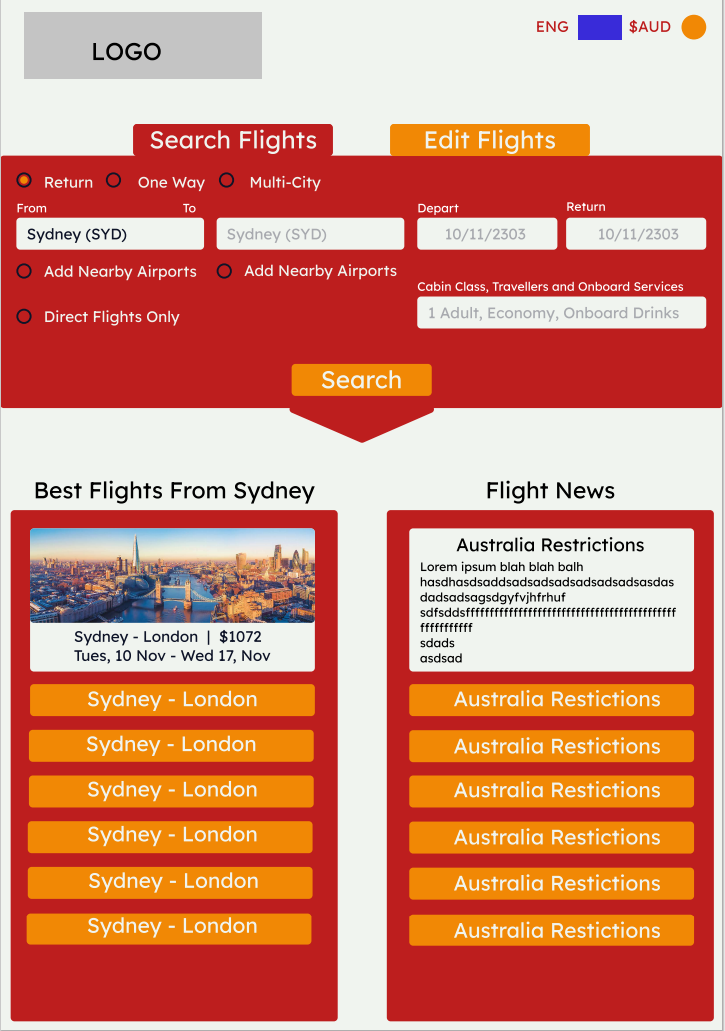 LOGO
ENG
$AUD
Search Flights
Edit Flights
Return
One Way
Multi-City
From
To
Depart
Return
Sydney (SYD)
Sydney (SYD)
10/11/2303
10/11/2303
Add Nearby Airports
Add Nearby Airports
Cabin Class, Travellers and Onboard Services
Direct Flights Only
1 Adult, Economy, Onboard Drinks
Search
Best Flights From Sydney
Sydney - London | $1072
Tues, 10 Nov - Wed 17, Nov
Sydney - London
Sydney - London
Sydney - London
Sydney - London
Sydney - London
Sydney - London
Flight News
Australia Restrictions
Lorem ipsum blah blah balh
hasdhasdsaddsadsadsadsadsadsadsadsasdas
dadsadsagsdgyfvjhfrhuf
sdfsddsfffffffffffffffffffffffffffffffffffffffffff
fffffffffff
sdads
asdsad
Australia Restictions
Australia Restictions
Australia Restictions
Australia Restictions
Australia Restictions
Australia Restictions